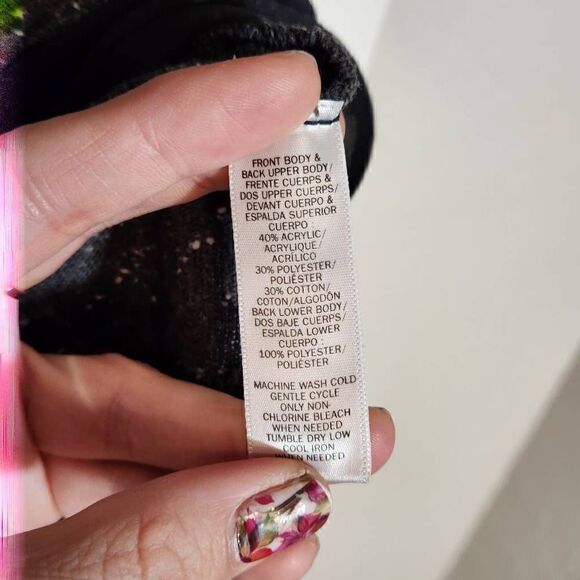 FRONT BODY &
BACK UPPER BODY/
FRENTE CUERPS &
DOS UPPER CUERPS/
DEVANT CUERPO &
ESPALDA SUPERIOR
CUERPO :
40% ACRYLIC/
ACRYLIQUE/
ACRÍLICO
30% POLYESTER/
POLIÉSTER
30% COTTON/
COTON/ALGODÓN
BACK LOWER BODY/
DOS BAJE CUERPS/
ESPALDA LOWER
CUERPO :
100% POLYESTER/
POLIÉSTER
MACHINE WASH COLD
GENTLE CYCLE
ONLY NON-
CHLORINE BLEACH
WHEN NEEDED
TUMBLE DRY LOW
COOL IRON
WHEN NEEDED